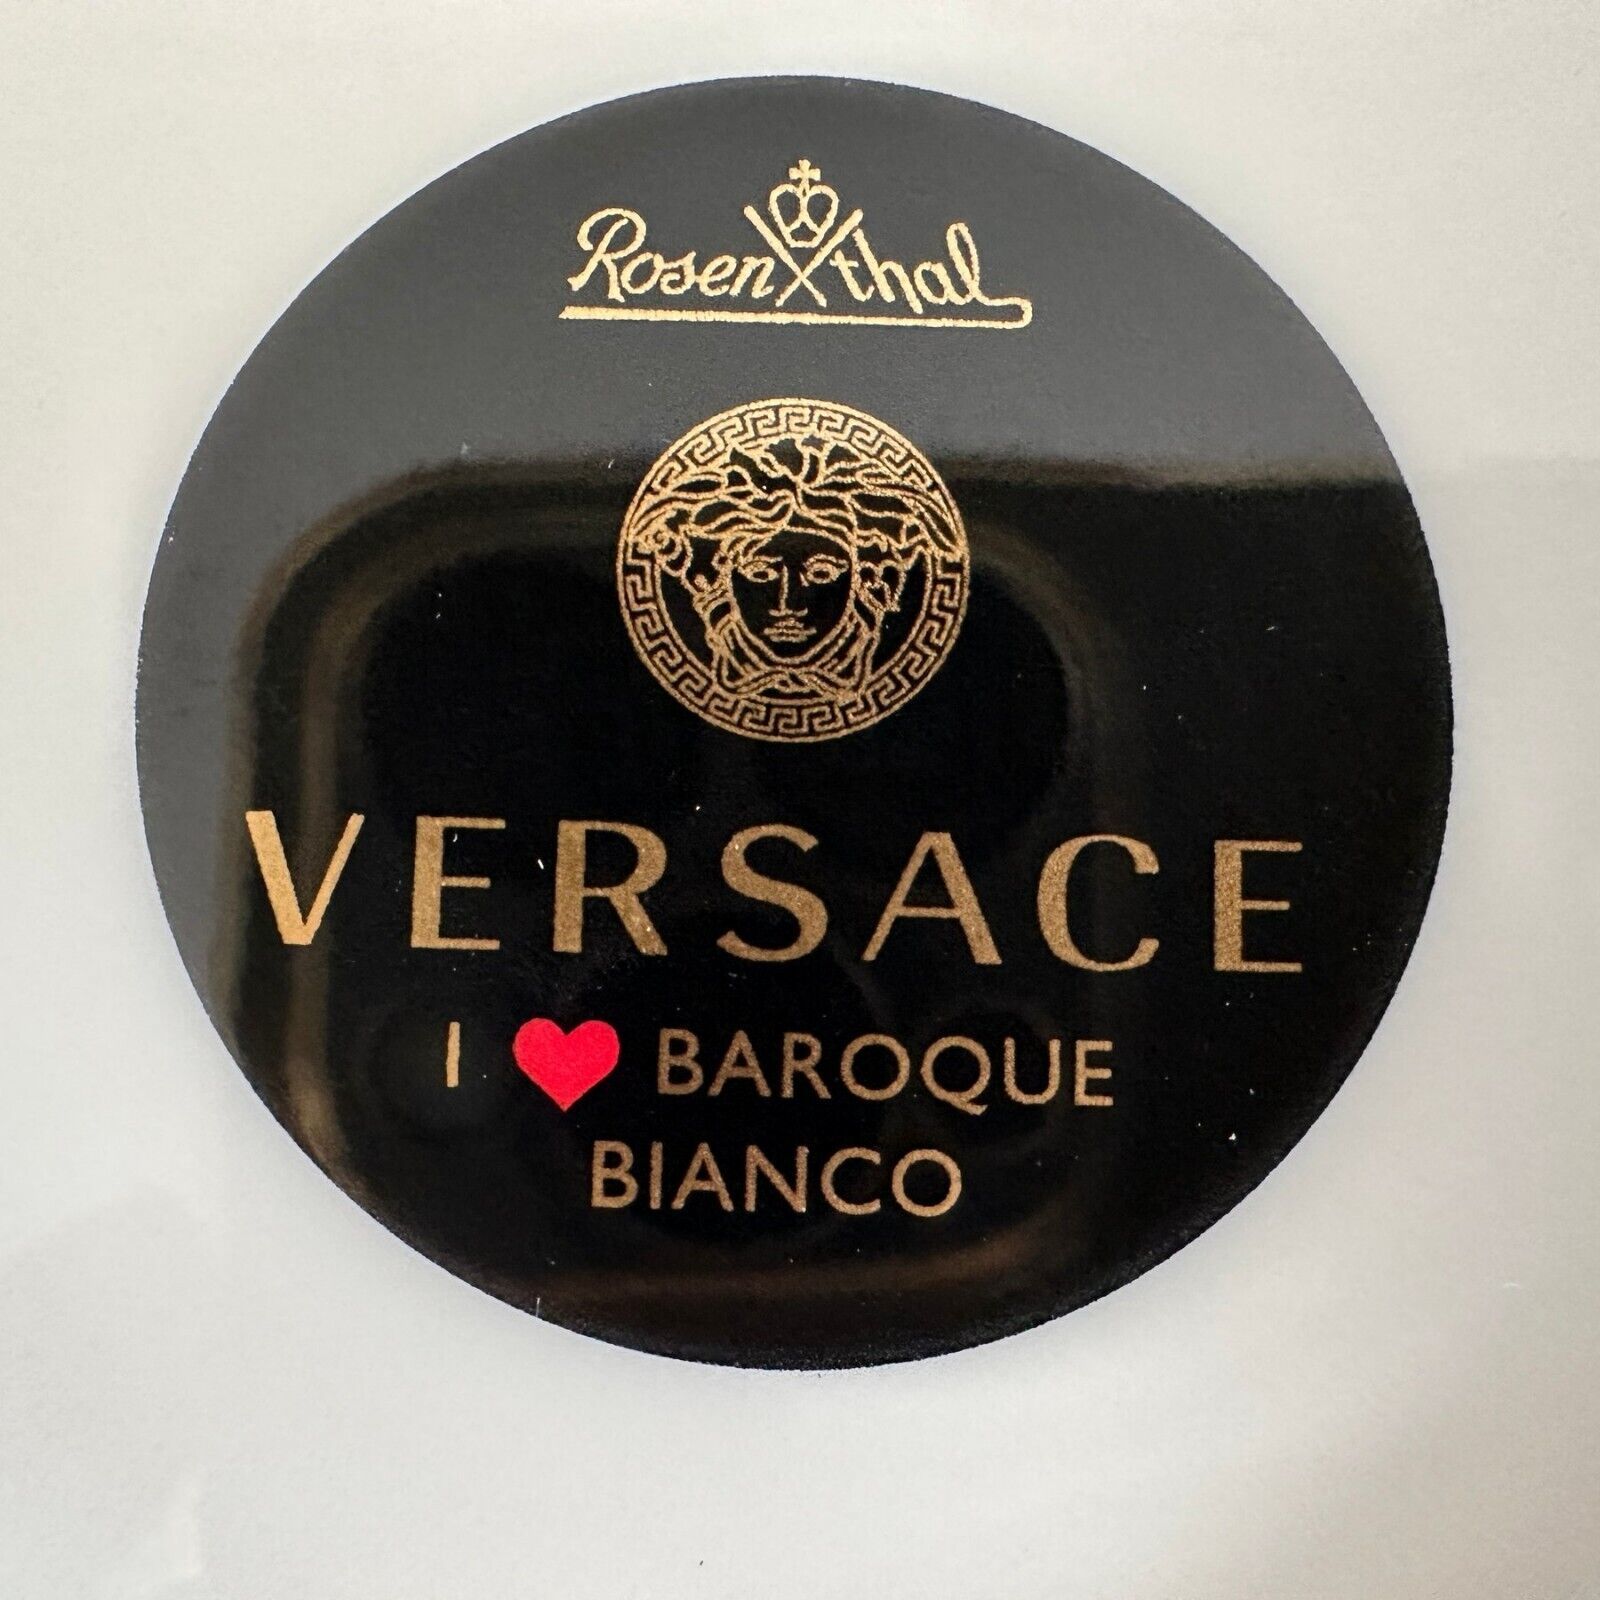 Rosenthal
VERSACE
I ❤ BAROQUE
BIANCO